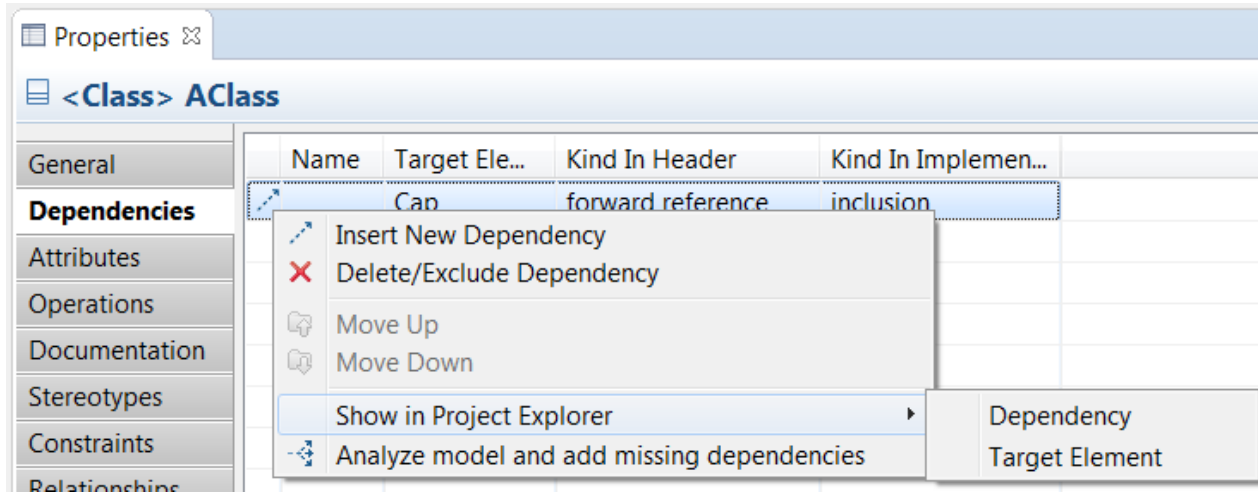 Properties
<Class> AClass
General
Name Target Ele... Kind In Header Kind In Implemen...
Dependencies
Cap forward reference inclusion
Attributes
Insert New Dependency
Delete/Exclude Dependency
Operations
Move Up
Documentation
Move Down
Stereotypes
Show in Project Explorer
Dependency
Constraints
Analyze model and add missing dependencies
Target Element
Relationships